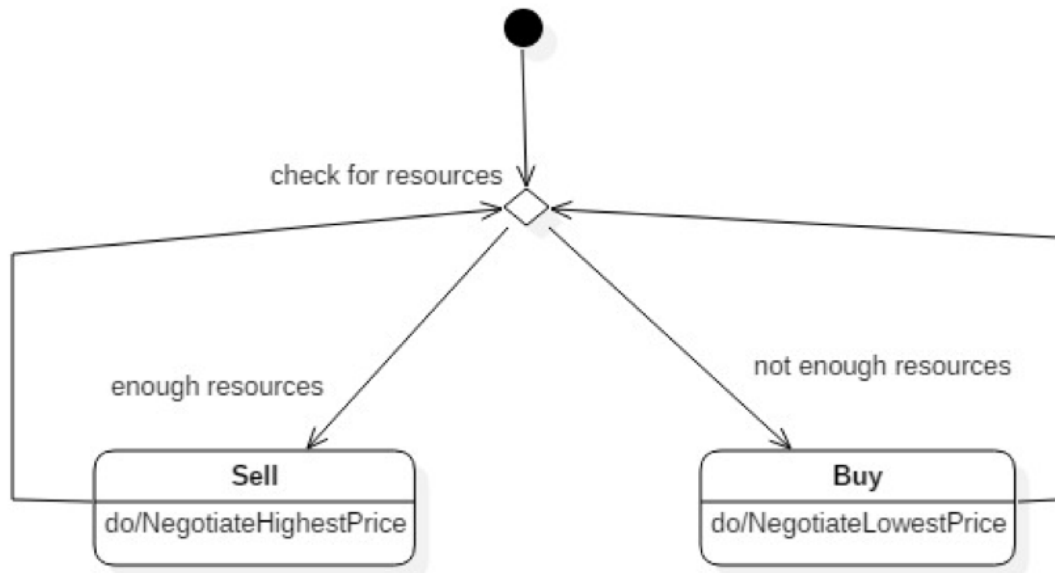 check for resources
enough resources
not enough resources
Sell
do/NegotiateHighestPrice
Buy
do/NegotiateLowestPrice